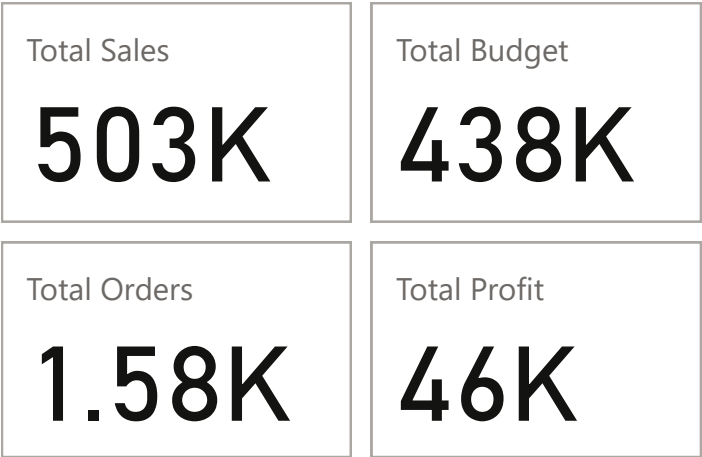 Total Sales
503K
Total Budget
438K
Total Orders
1.58K
Total Profit
46K